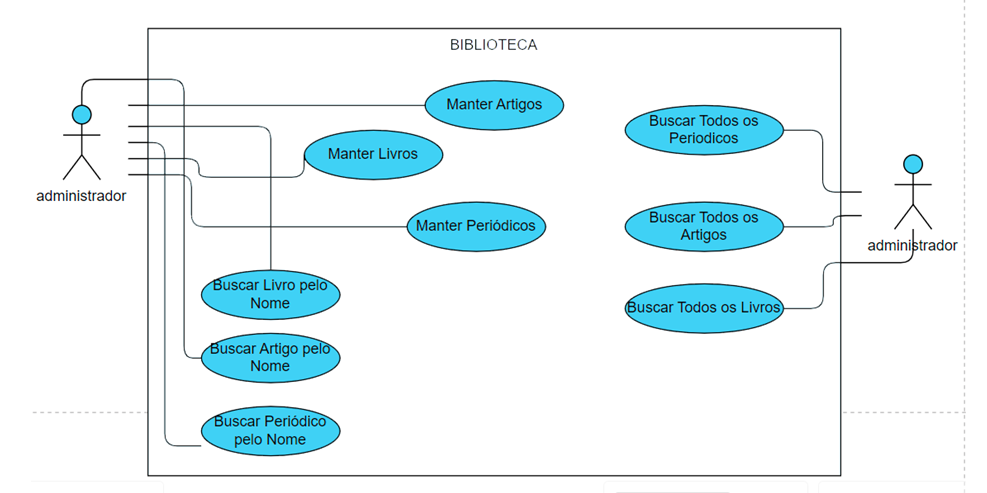 BIBLIOTECA
Manter Artigos
Buscar Todos os
Periodicos
Manter Livros
administrador
Manter Periódicos
Buscar Todos os
Artigos
administrador
Buscar Livro pelo
Nome
Buscar Todos os Livros
Buscar Artigo pelo
Nome
Buscar Periódico
pelo Nome